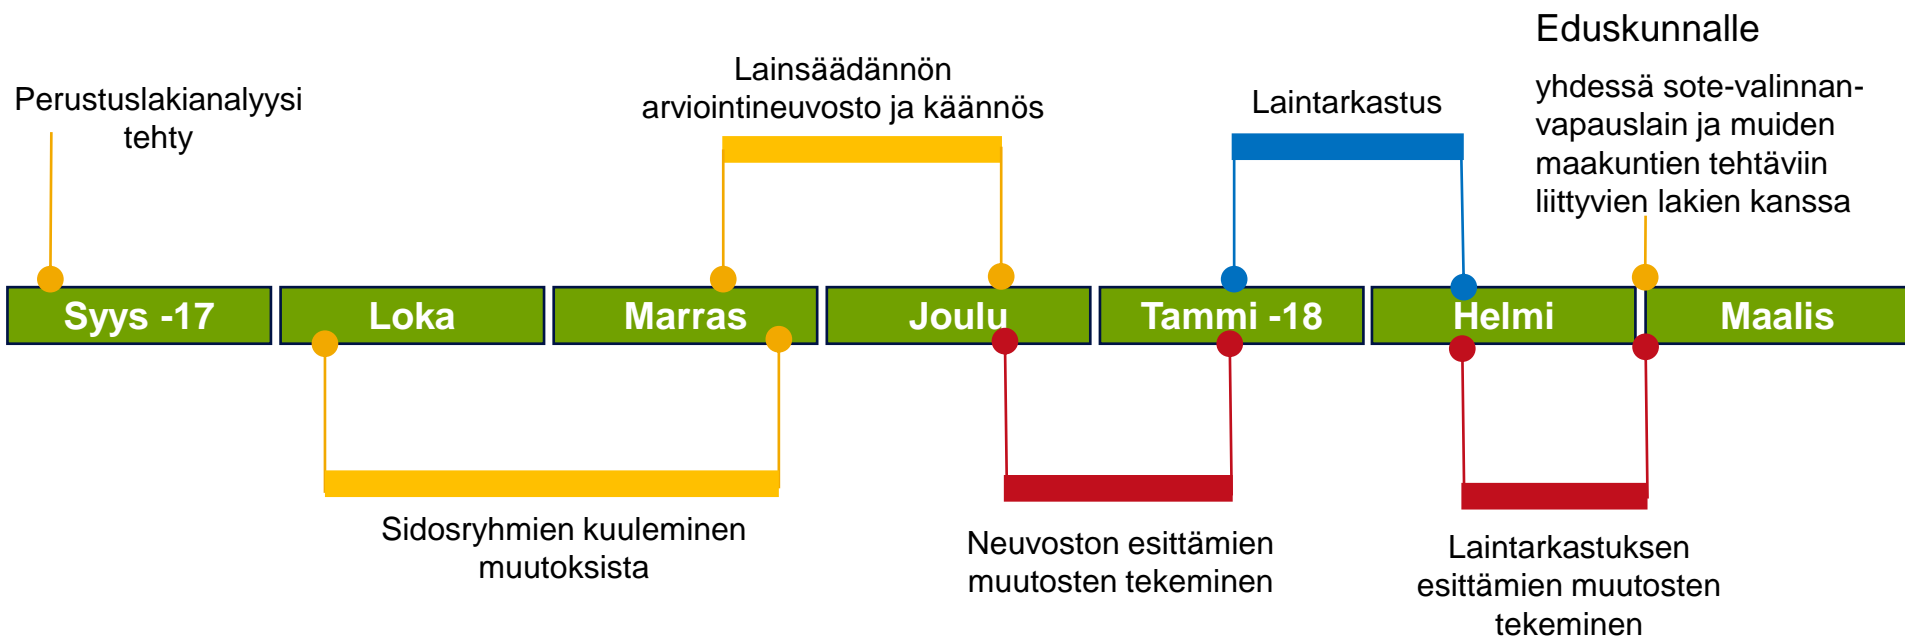 Perustuslakianalyysi
tehty
Lainsäädännön
arviointineuvosto ja käännös
Laintarkastus
Eduskunnalle
yhdessä sote-valinnan-
vapauslain ja muiden
maakuntien tehtäviin
liittyvien lakien kanssa
Syys -17
Loka
Marras
Joulu
Tammi -18
Helmi
Maalis
Sidosryhmien kuuleminen
muutoksista
Neuvoston esittämien
muutosten tekeminen
Laintarkastuksen
esittämien muutosten
tekeminen